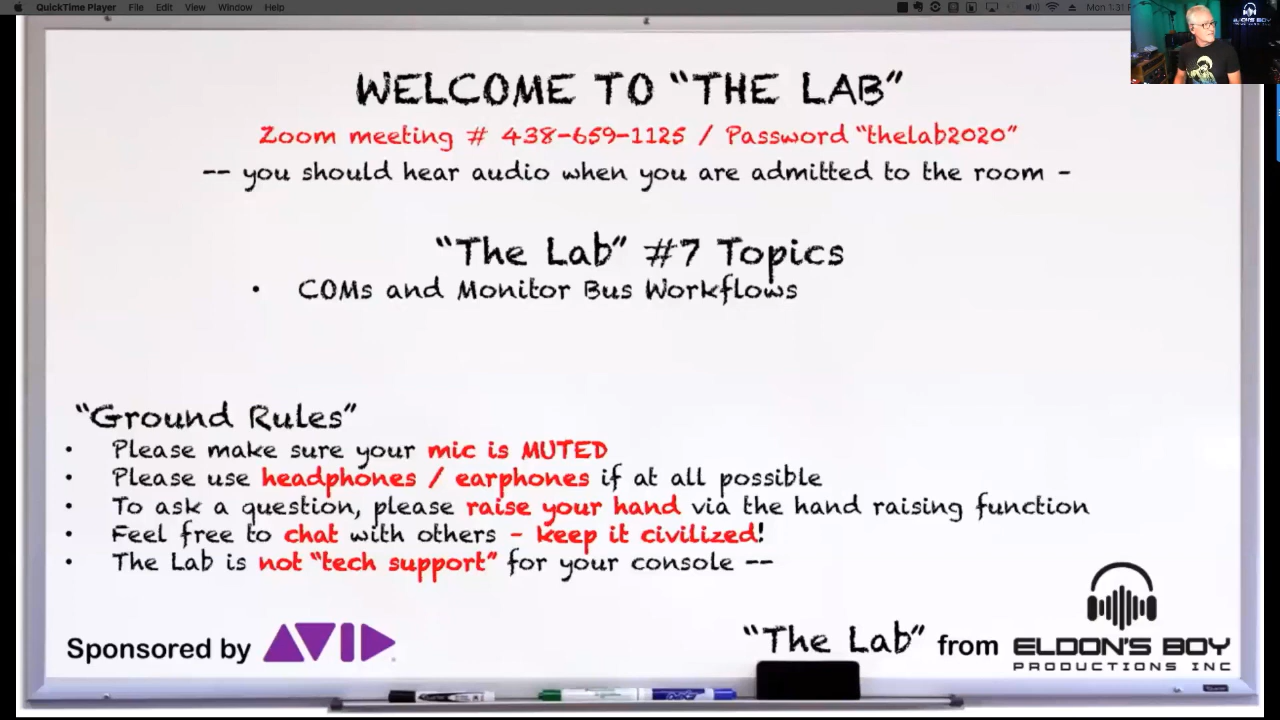 QuickTime Player File Edit View Window Help Mon 1:31
ELDON'S BOY
WELCOME TO “THE LAB”
Zoom meeting # 438-659-1125 / Password “thelab2020”
-- you should hear audio when you are admitted to the room -
“The Lab” #7 Topics
• COMs and Monitor Bus Workflows
“Ground Rules”
• Please make sure your mic is MUTED
• Please use headphones / earphones if at all possible
• To ask a question, please raise your hand via the hand raising function
• Feel free to chat with others - keep it civilized!
• The Lab is not “tech support” for your console --
Sponsored by AVID
“The Lab” from ELDON'S BOY
PRODUCTIONS INC